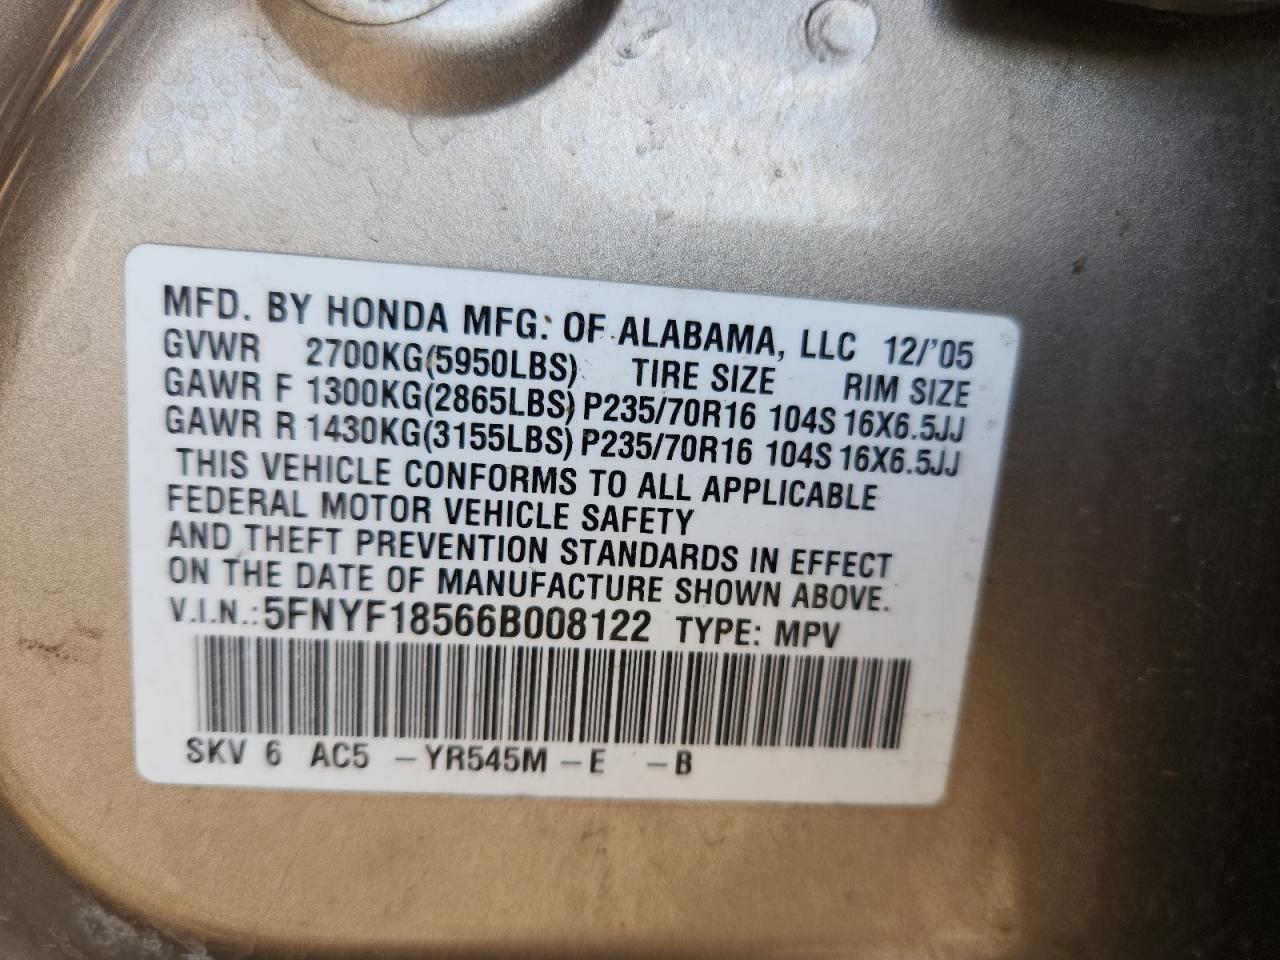 MFD. BY HONDA MFG. OF ALABAMA, LLC 12/'05
GVWR 2700KG(5950LBS) TIRE SIZE RIM SIZE
GAWR F 1300KG(2865LBS) P235/70R16 104S 16X6.5JJ
GAWR R 1430KG(3155LBS) P235/70R16 104S 16X6.5JJ
THIS VEHICLE CONFORMS TO ALL APPLICABLE
FEDERAL MOTOR VEHICLE SAFETY
AND THEFT PREVENTION STANDARDS IN EFFECT
ON THE DATE OF MANUFACTURE SHOWN ABOVE.
V.I.N.:5FNYF18566B008122 TYPE: MPV
SKV 6 AC5 -YR545M -E -B